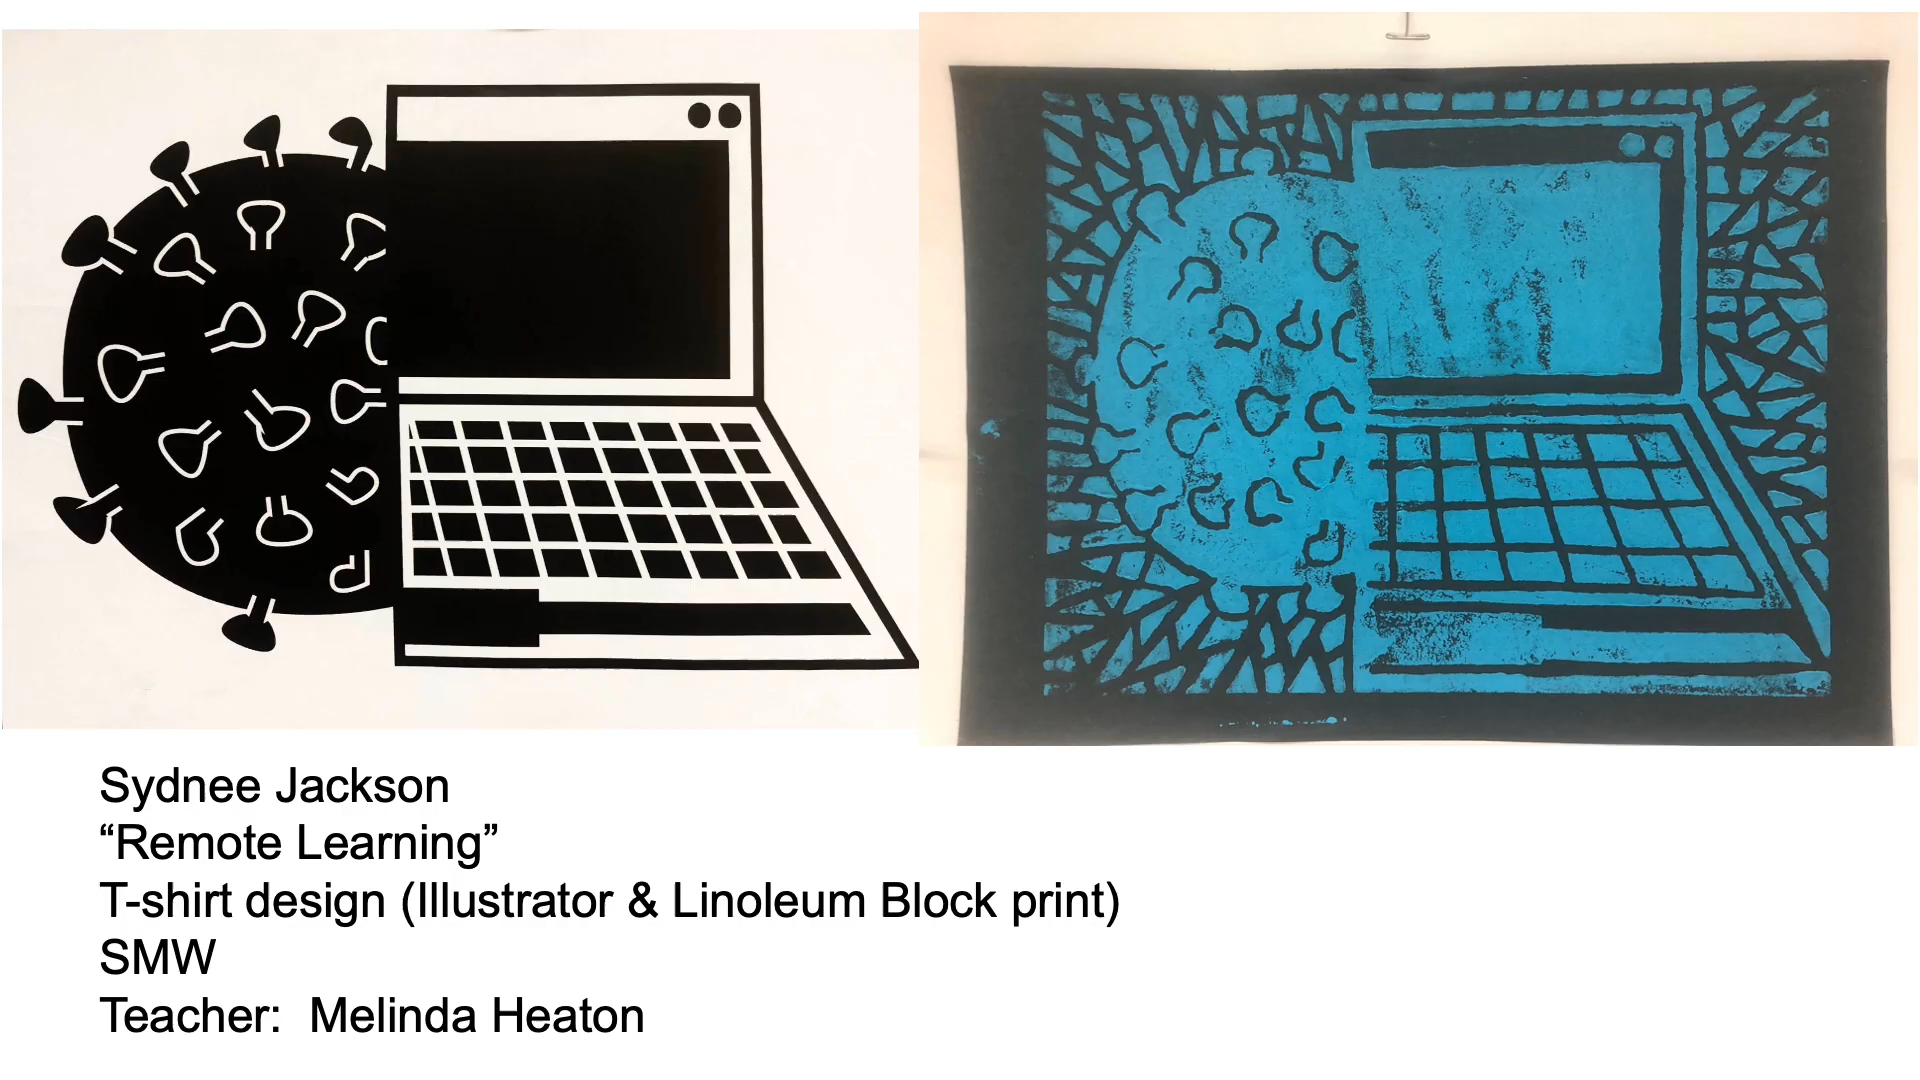 Sydnee Jackson
“Remote Learning”
T-shirt design (Illustrator & Linoleum Block print)
SMW
Teacher:  Melinda Heaton